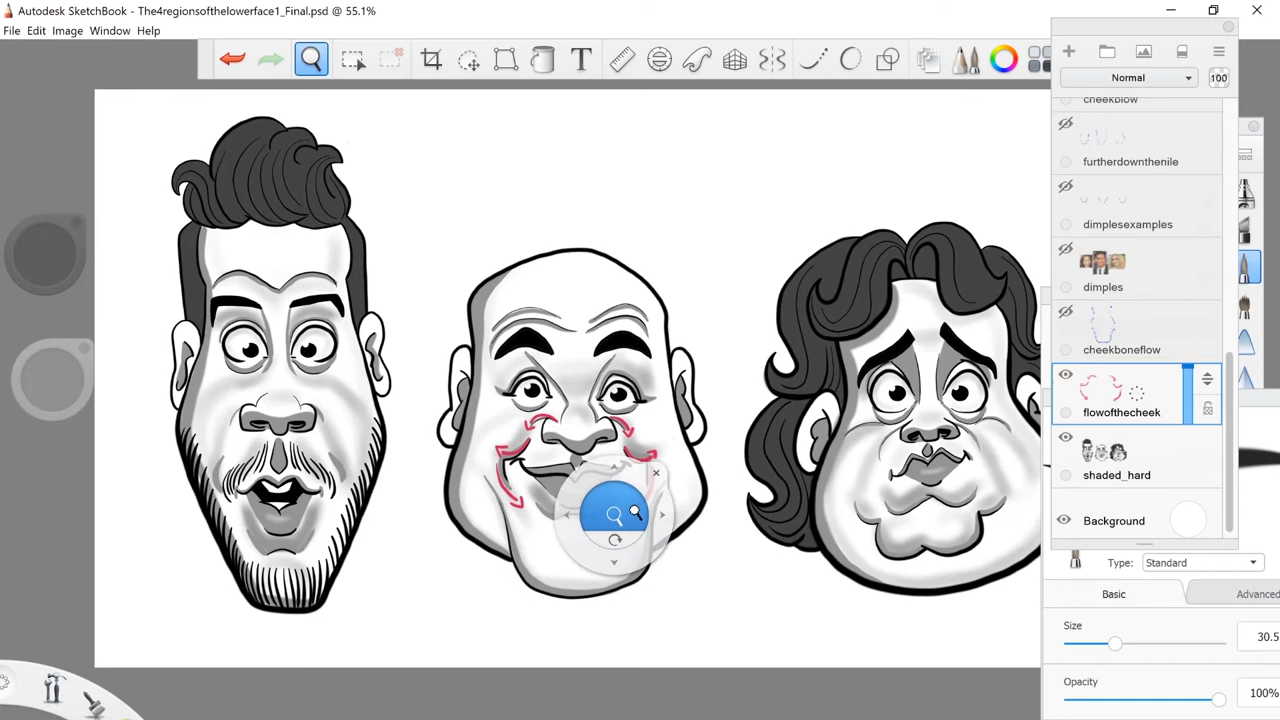 Autodesk SketchBook - The4regionsofthelowerface1_Final.psd @ 55.1%
File Edit Image Window Help
T
Normal 100
cheekblow
furtherdownthenile
dimplesexamples
dimples
cheekboneflow
flowofthecheek
shaded_hard
Background
Type: Standard
Basic Advanced
Size
30.5
Opacity
100%